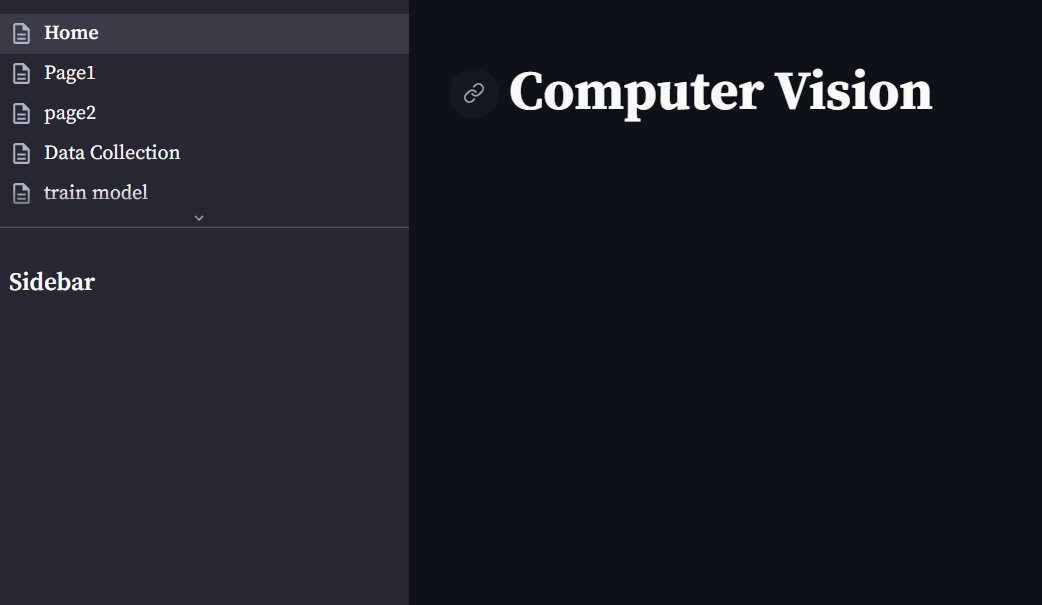 Home
Page1
page2
Data Collection
train model
Sidebar
Computer Vision